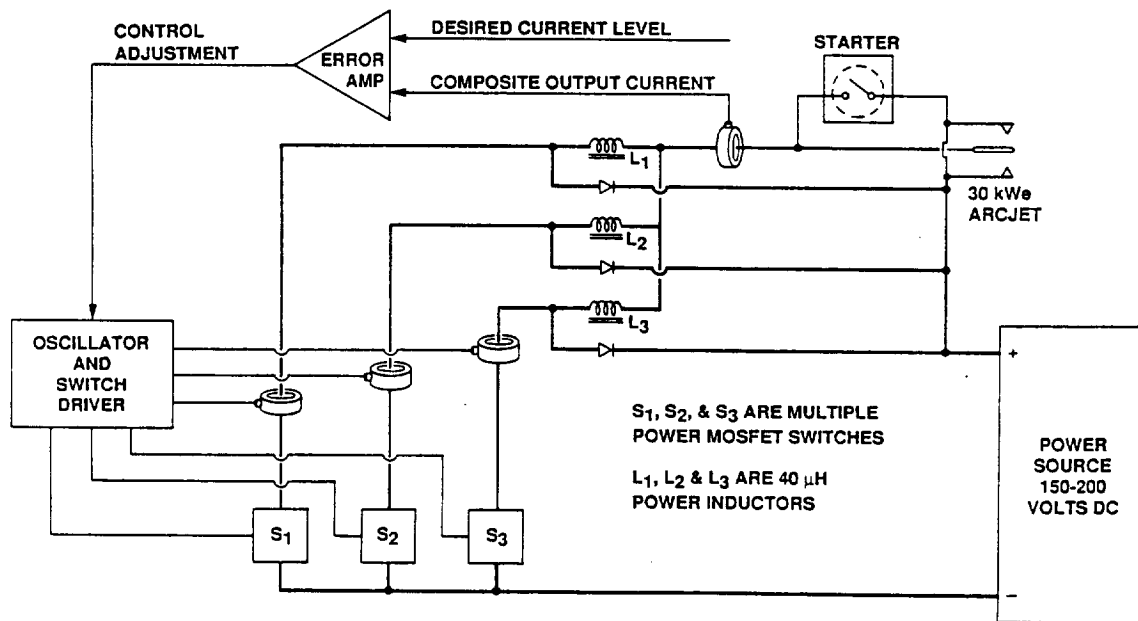 CONTROL
ADJUSTMENT
ERROR
AMP
DESIRED CURRENT LEVEL
COMPOSITE OUTPUT CURRENT
STARTER
L1
L2
L3
30 kWe
ARCJET
OSCILLATOR
AND
SWITCH
DRIVER
S1, S2, & S3 ARE MULTIPLE
POWER MOSFET SWITCHES
L1, L2 & L3 ARE 40 μH
POWER INDUCTORS
+
POWER
SOURCE
150-200
VOLTS DC
−
S1
S2
S3